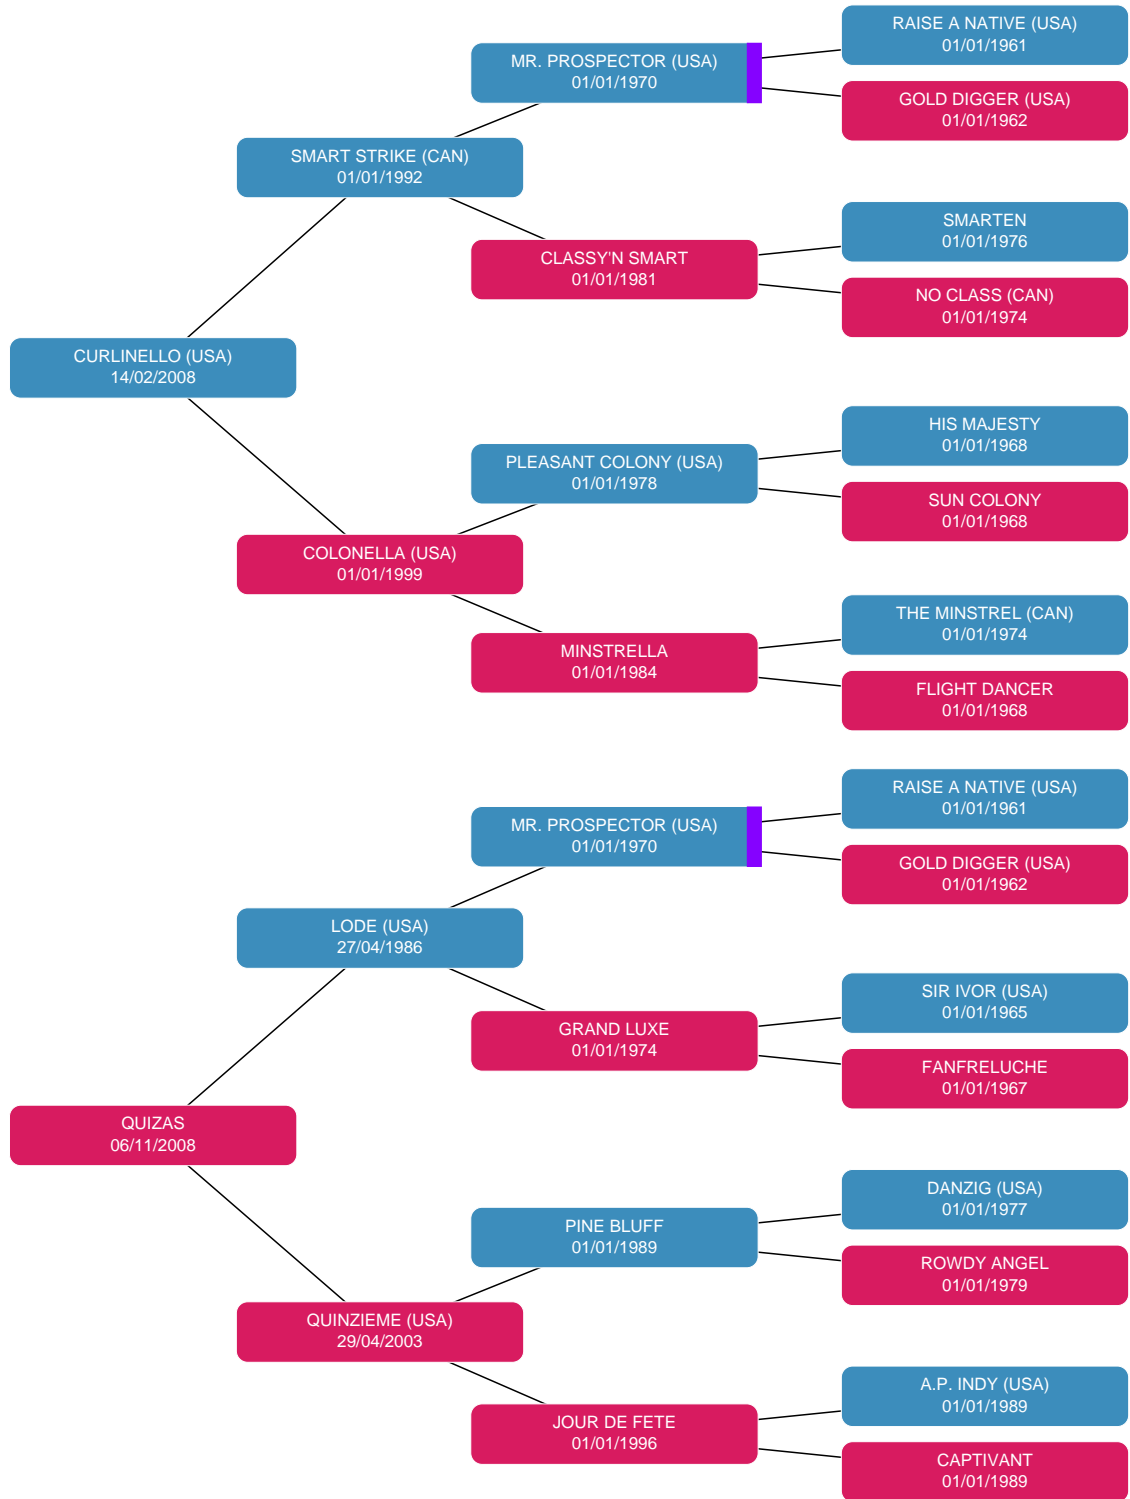 RAISE A NATIVE (USA)
01/01/1961
MR. PROSPECTOR (USA)
01/01/1970
GOLD DIGGER (USA)
01/01/1962
SMART STRIKE (CAN)
01/01/1992
SMARTEN
01/01/1976
CLASSY'N SMART
01/01/1981
NO CLASS (CAN)
01/01/1974
CURLINELLO (USA)
14/02/2008
HIS MAJESTY
01/01/1968
PLEASANT COLONY (USA)
01/01/1978
SUN COLONY
01/01/1968
COLONELLA (USA)
01/01/1999
THE MINSTREL (CAN)
01/01/1974
MINSTRELLA
01/01/1984
FLIGHT DANCER
01/01/1968
RAISE A NATIVE (USA)
01/01/1961
MR. PROSPECTOR (USA)
01/01/1970
GOLD DIGGER (USA)
01/01/1962
LODE (USA)
27/04/1986
SIR IVOR (USA)
01/01/1965
GRAND LUXE
01/01/1974
FANFRELUCHE
01/01/1967
QUIZAS
06/11/2008
DANZIG (USA)
01/01/1977
PINE BLUFF
01/01/1989
ROWDY ANGEL
01/01/1979
QUINZIEME (USA)
29/04/2003
A.P. INDY (USA)
01/01/1989
JOUR DE FETE
01/01/1996
CAPTIVANT
01/01/1989